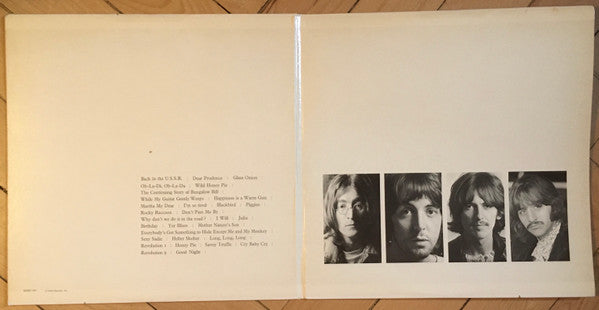 Back in the U.S.S.R. : Dear Prudence : Glass Onion
Ob-La-Di, Ob-La-Da : Wild Honey Pie
The Continuing Story of Bungalow Bill
While My Guitar Gently Weeps : Happiness is a Warm Gun
Martha My Dear : I'm so tired : Blackbird : Piggies
Rocky Raccoon : Don't Pass Me By
Why don't we do it in the road? : I Will : Julia
Birthday : Yer Blues : Mother Nature's Son
Everybody's Got Something to Hide Except Me and My Monkey
Sexy Sadie : Helter Skelter : Long, Long, Long
Revolution 1 : Honey Pie : Savoy Truffle : Cry Baby Cry
Revolution 9 : Good Night